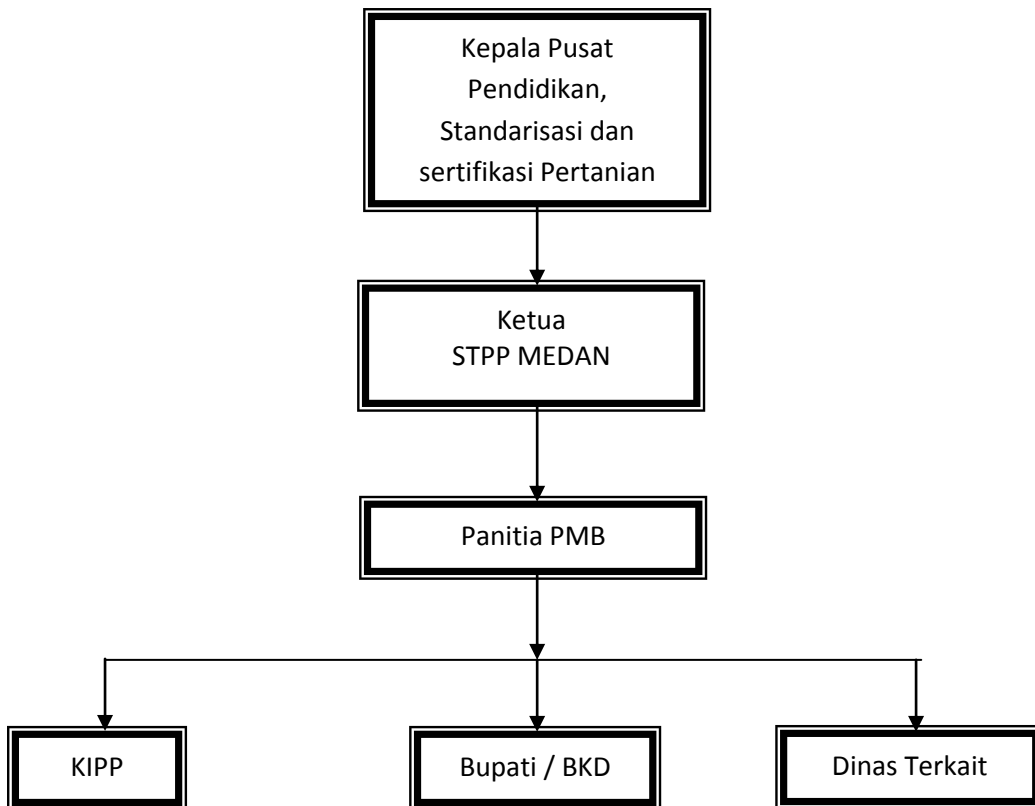 Kepala Pusat
Pendidikan,
Standarisasi dan
sertifikasi Pertanian
Ketua
STPP MEDAN
Panitia PMB
KIPP
Bupati / BKD
Dinas Terkait